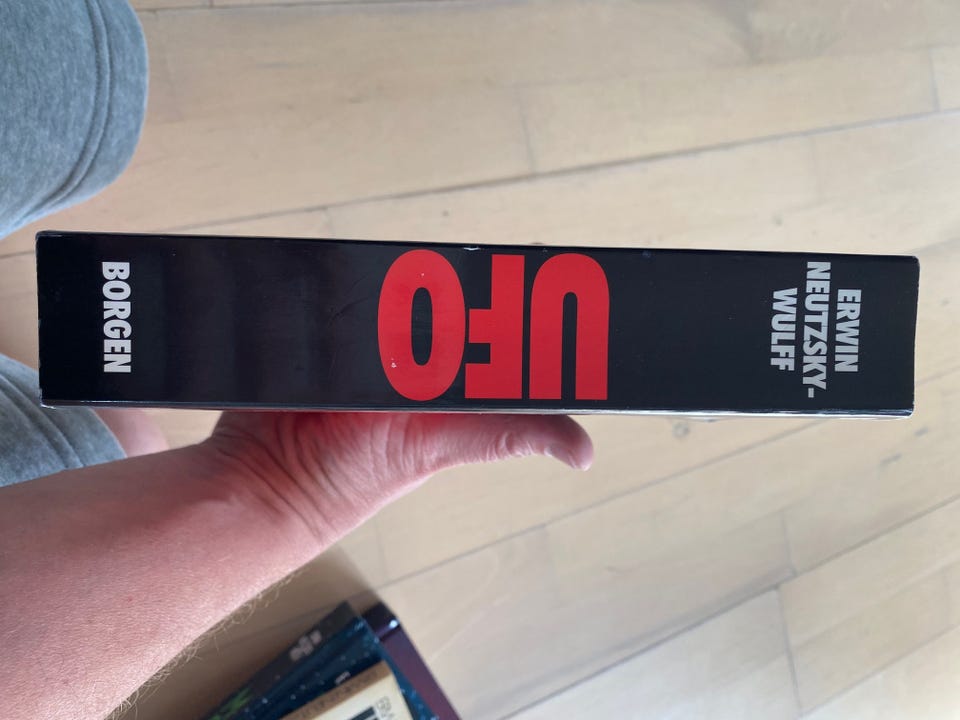 ERWIN
NEUTZSKY-
WULFF
UFO
BORGEN